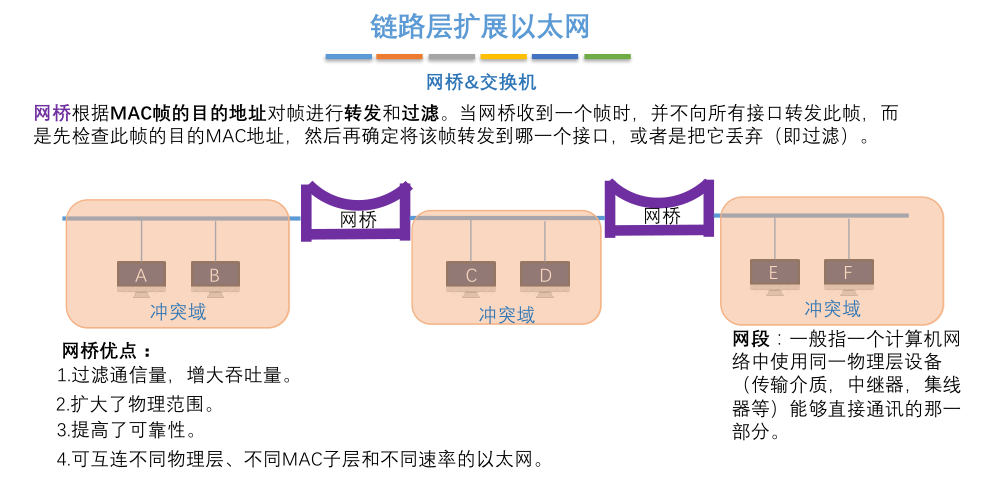 链路层扩展以太网
网桥&交换机
网桥根据MAC帧的目的地址对帧进行转发和过滤。当网桥收到一个帧时，并不向所有接口转发此帧，而
是先检查此帧的目的MAC地址，然后再确定将该帧转发到哪一个接口，或者是把它丢弃（即过滤）。
网桥
网桥
A
B
C
D
E
F
冲突域
冲突域
冲突域
网桥优点：
1.过滤通信量，增大吞吐量。
2.扩大了物理范围。
3.提高了可靠性。
4.可互连不同物理层、不同MAC子层和不同速率的以太网。
网段：一般指一个计算机网
络中使用同一物理层设备
（传输介质，中继器，集线
器等）能够直接通讯的那一
部分。